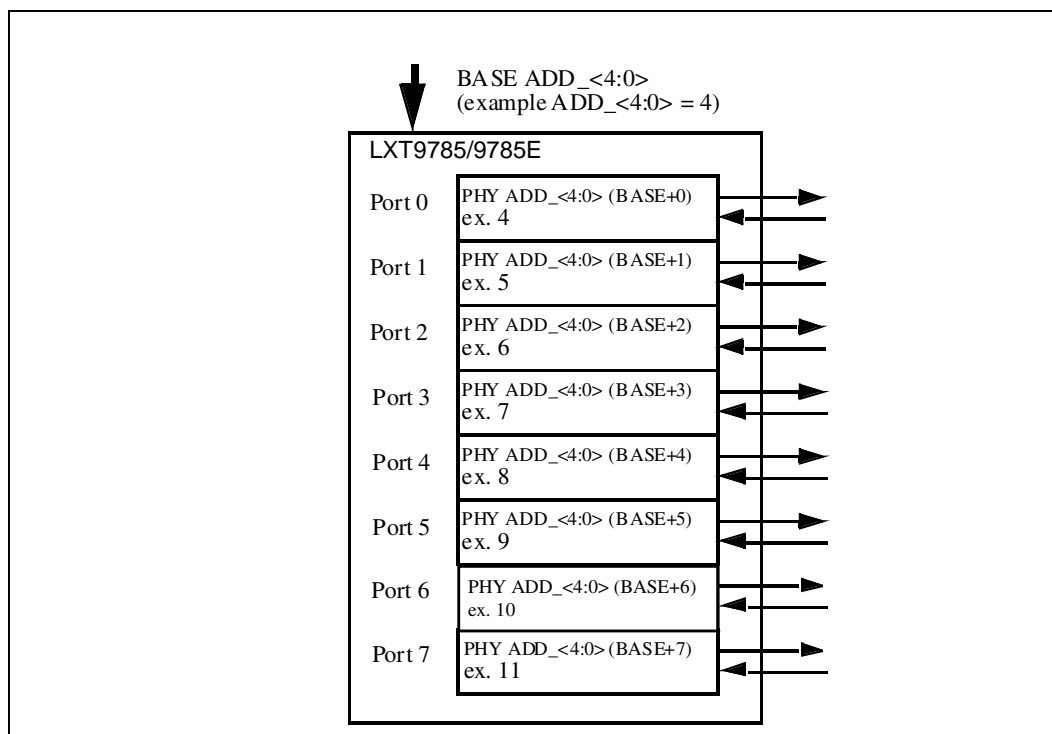 BASE ADD_<4:0>
(example ADD_<4:0> = 4)
LXT9785/9785E
Port 0
PHY ADD_<4:0> (BASE+0)
ex. 4
Port 1
PHY ADD_<4:0> (BASE+1)
ex. 5
Port 2
PHY ADD_<4:0> (BASE+2)
ex. 6
Port 3
PHY ADD_<4:0> (BASE+3)
ex. 7
Port 4
PHY ADD_<4:0> (BASE+4)
ex. 8
Port 5
PHY ADD_<4:0> (BASE+5)
ex. 9
Port 6
PHY ADD_<4:0> (BASE+6)
ex. 10
Port 7
PHY ADD_<4:0> (BASE+7)
ex. 11